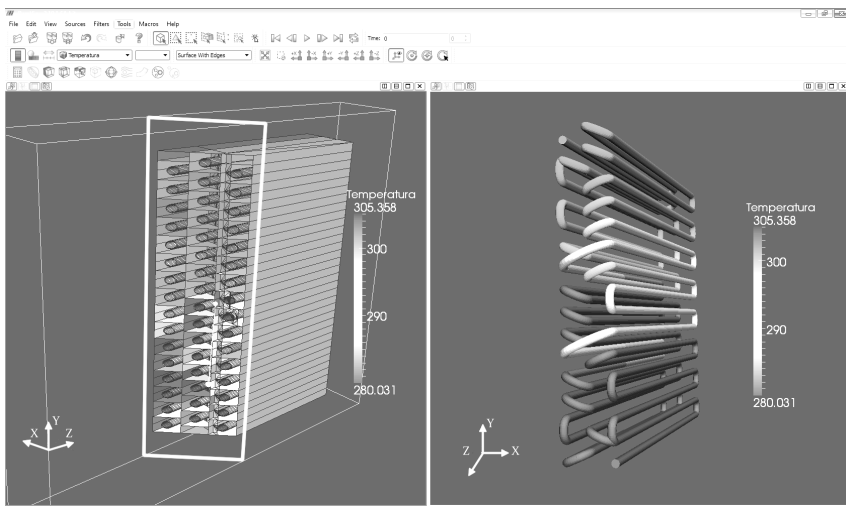 File Edit View Sources Filters Tools Macros Help
Time: 0
0
Temperatura
Surface With Edges
+X -X +Y -Y +Z -Z
Temperatura
305.358
300
290
280.031
Y
X Z
Temperatura
305.358
300
290
280.031
Y
Z X